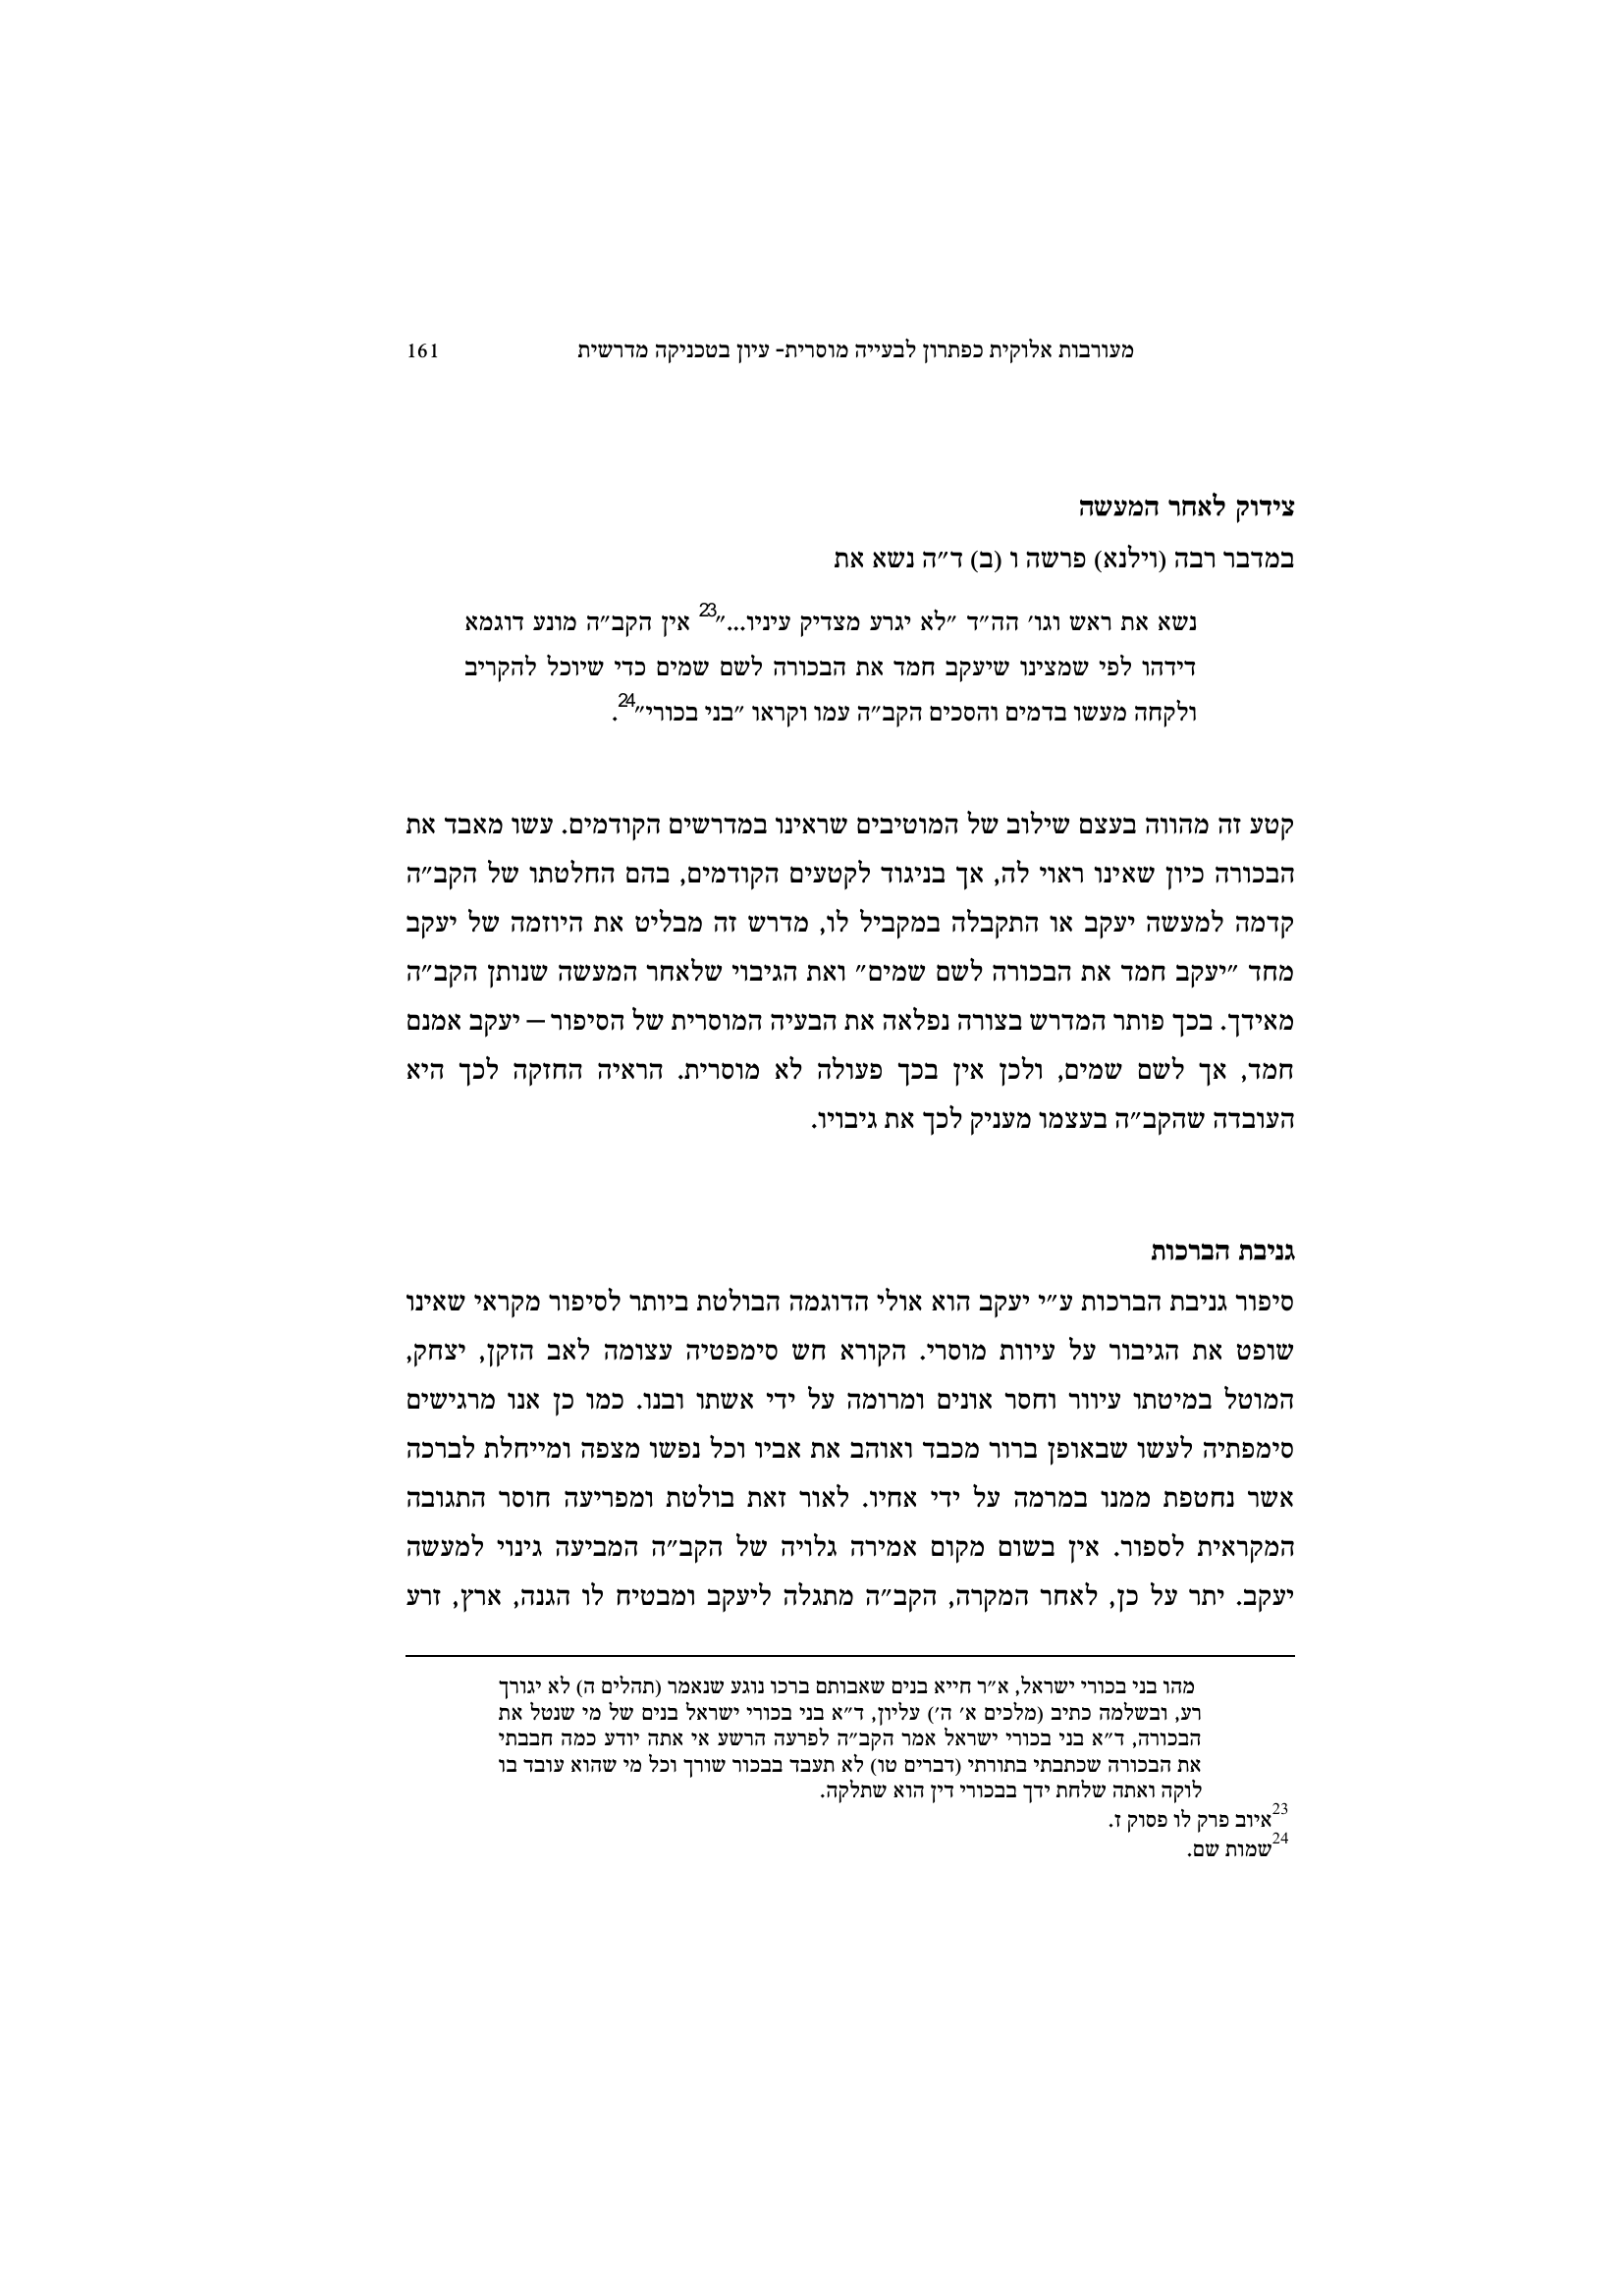 מעורבות אלוקית כפתרון לבעייה מוסרית- עיון בטכניקה מדרשית 161
צידוק לאחר המעשה
במדבר רבה (וילנא) פרשה ו (ב) ד״ה נשא את
נשא את ראש וגו׳ הה״ד ״לא יגרע מצדיק עיניו...״23 אין הקב״ה מונע דוגמא
דידהו לפי שמצינו שיעקב חמד את הבכורה לשם שמים כדי שיוכל להקריב
ולקחה מעשו בדמים והסכים הקב״ה עמו וקראו ״בני בכורי״24.
קטע זה מהווה בעצם שילוב של המוטיבים שראינו במדרשים הקודמים. עשו מאבד את
הבכורה כיון שאינו ראוי לה, אך בניגוד לקטעים הקודמים, בהם החלטתו של הקב״ה
קדמה למעשה יעקב או התקבלה במקביל לו, מדרש זה מבליט את היוזמה של יעקב
מחד ״יעקב חמד את הבכורה לשם שמים״ ואת הגיבוי שלאחר המעשה שנותן הקב״ה
מאידך. בכך פותר המדרש בצורה נפלאה את הבעיה המוסרית של הסיפור – יעקב אמנם
חמד, אך לשם שמים, ולכן אין בכך פעולה לא מוסרית. הראיה החזקה לכך היא
העובדה שהקב״ה בעצמו מעניק לכך את גיבויו.
גניבת הברכות
סיפור גניבת הברכות ע״י יעקב הוא אולי הדוגמה הבולטת ביותר לסיפור מקראי שאינו
שופט את הגיבור על עיוות מוסרי. הקורא חש סימפטיה עצומה לאב הזקן, יצחק,
המוטל במיטתו עיוור וחסר אונים ומרומה על ידי אשתו ובנו. כמו כן אנו מרגישים
סימפתיה לעשו שבאופן ברור מכבד ואוהב את אביו וכל נפשו מצפה ומייחלת לברכה
אשר נחטפת ממנו במרמה על ידי אחיו. לאור זאת בולטת ומפריעה חוסר התגובה
המקראית לספור. אין בשום מקום אמירה גלויה של הקב״ה המביעה גינוי למעשה
יעקב. יתר על כן, לאחר המקרה, הקב״ה מתגלה ליעקב ומבטיח לו הגנה, ארץ, זרע
מהו בני בכורי ישראל, א״ר חייא בנים שאבותם ברכו נוגע שנאמר (תהלים ה) לא יגורך
רע, ובשלמה כתיב (מלכים א׳ ה׳) עליון, ד״א בני בכורי ישראל בנים של מי שנטל את
הבכורה, ד״א בני בכורי ישראל אמר הקב״ה לפרעה הרשע אי אתה יודע כמה חבבתי
את הבכורה שכתבתי בתורתי (דברים טו) לא תעבד בבכור שורך וכל מי שהוא עובד בו
לוקה ואתה שלחת ידך בבכורי דין הוא שתלקה.
23איוב פרק לו פסוק ז.
24שמות שם.